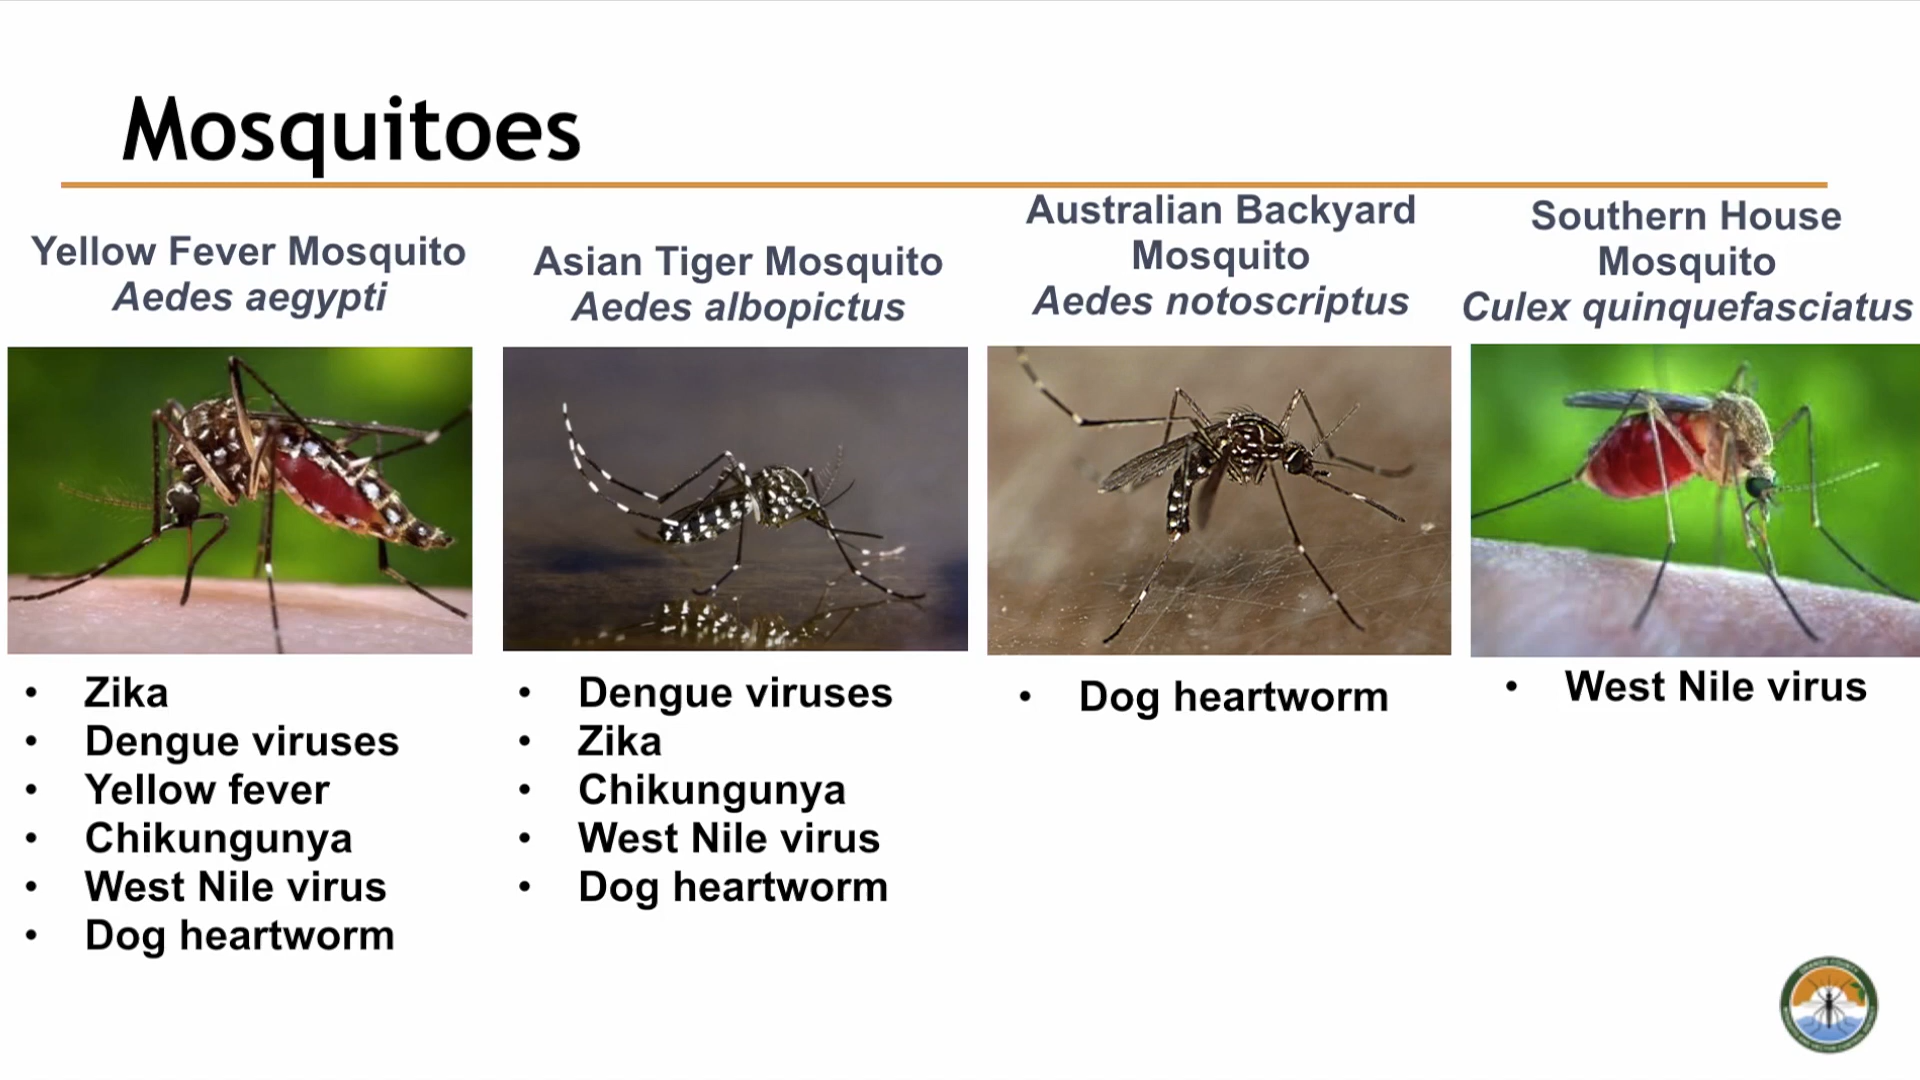 Mosquitoes
Yellow Fever Mosquito
Aedes aegypti
Asian Tiger Mosquito
Aedes albopictus
Australian Backyard
Mosquito
Aedes notoscriptus
Southern House
Mosquito
Culex quinquefasciatus
• Zika
• Dengue viruses
• Yellow fever
• Chikungunya
• West Nile virus
• Dog heartworm
• Dengue viruses
• Zika
• Chikungunya
• West Nile virus
• Dog heartworm
• Dog heartworm
• West Nile virus
ORANGE COUNTY